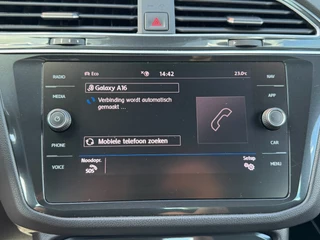 RADIO
MEDIA
PHONE
VOICE
Eco
14:42
23.0°C
Galaxy A16
Verbinding wordt automatisch
gemaakt ...
Mobiele telefoon zoeken
Noodopr.
SOS
Setup
NAV
APP
CAR
MENU